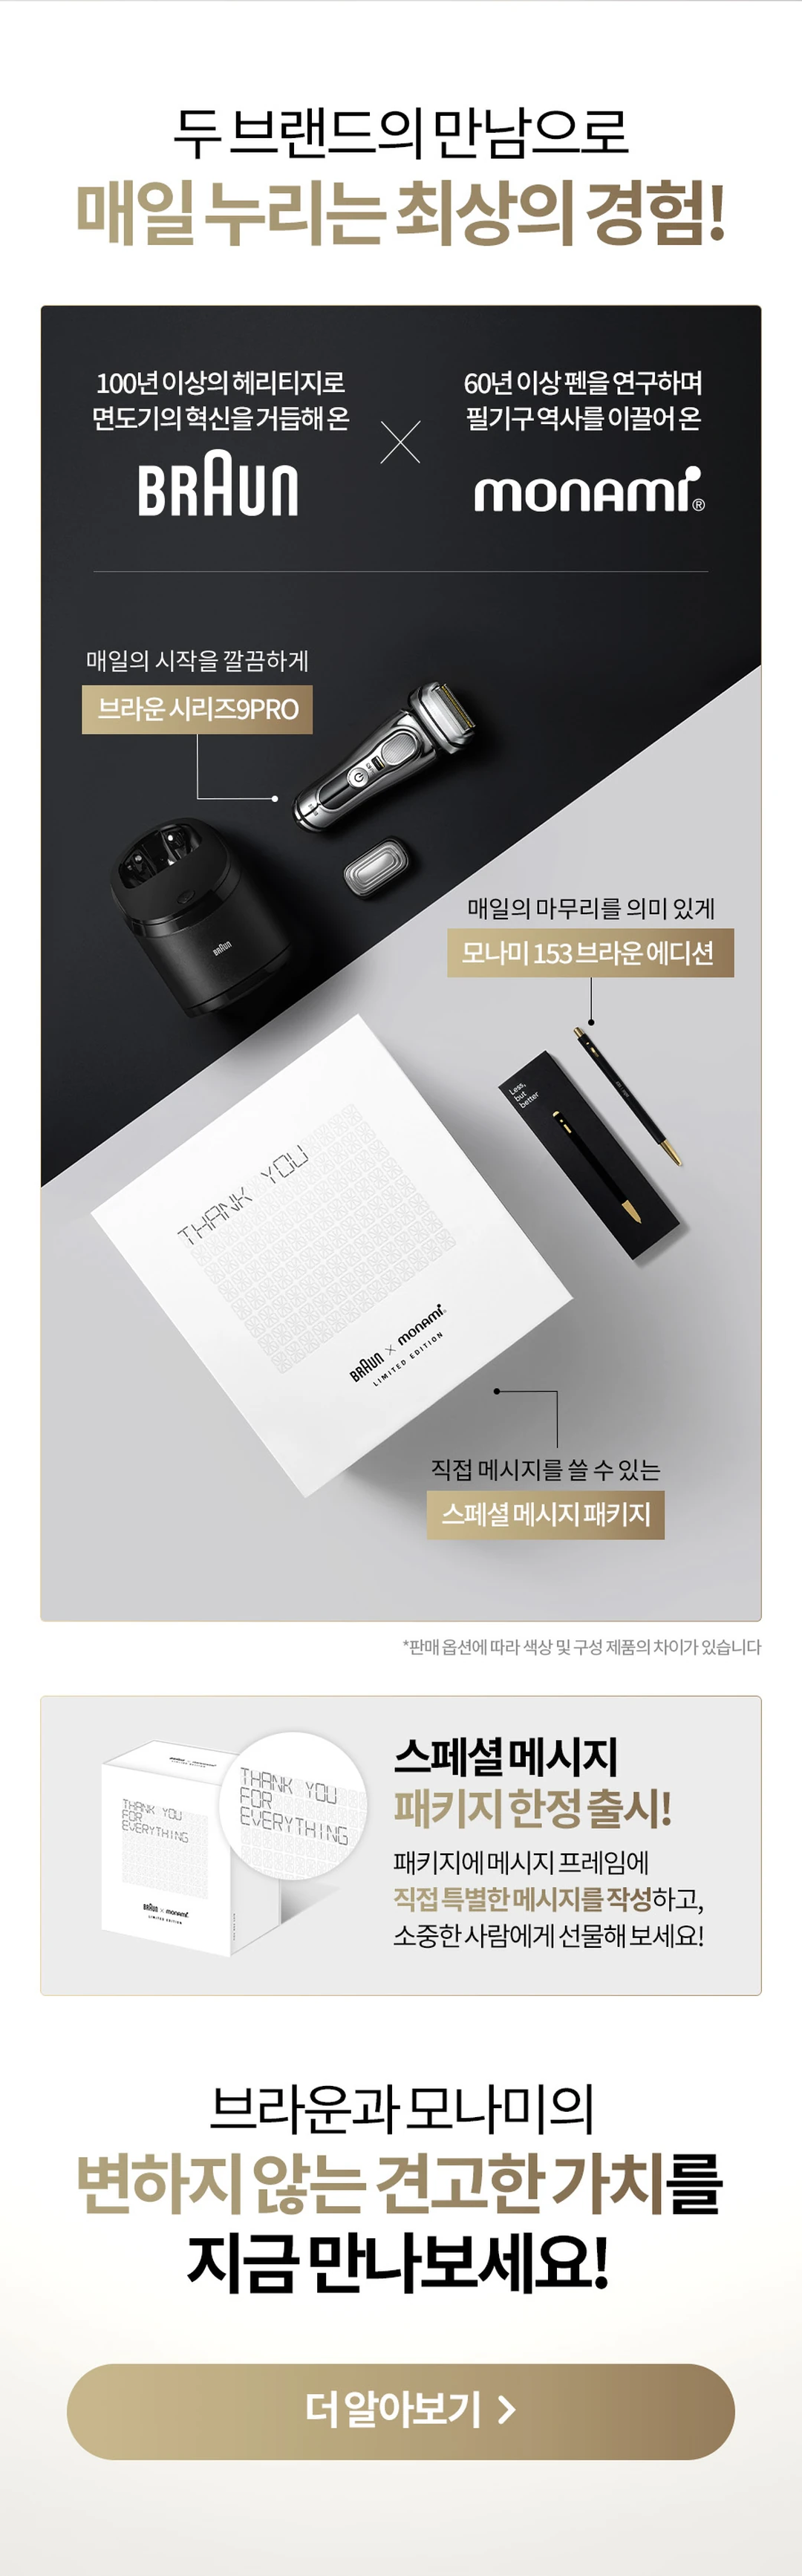 두 브랜드의 만남으로
매일 누리는 최상의 경험!
100년 이상의 헤리티지로
면도기의 혁신을 거듭해 온
BRAUN
60년 이상 펜을 연구하며
필기구 역사를 이끌어 온
monami®
매일의 시작을 깔끔하게
브라운 시리즈9PRO
BRAUN
매일의 마무리를 의미 있게
모나미 153 브라운 에디션
Less,
but
better
THANK YOU
BRAUN × monami
LIMITED EDITION
직접 메시지를 쓸 수 있는
스페셜 메시지 패키지
*판매 옵션에 따라 색상 및 구성 제품의 차이가 있습니다
THANK YOU
FOR
EVERYTHING
BRAUN × monami
LIMITED EDITION
THANK YOU
FOR
EVERYTHING
스페셜 메시지
패키지 한정 출시!
패키지에 메시지 프레임에
직접 특별한 메시지를 작성하고,
소중한 사람에게 선물해 보세요!
브라운과 모나미의
변하지 않는 견고한 가치를
지금 만나보세요!
더 알아보기 >